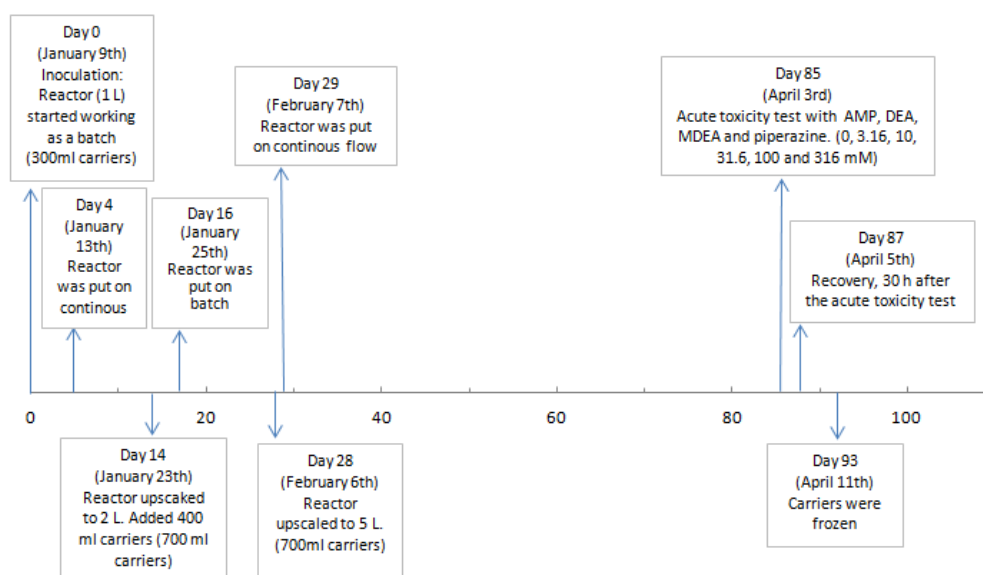 Day 0
(January 9th)
Inoculation:
Reactor (1 L)
started working
as a batch
(300ml carriers)
Day 4
(January
13th)
Reactor
was put on
continous
Day 16
(January
25th)
Reactor was
put on
batch
Day 29
(February 7th)
Reactor was put
on continous flow
Day 85
(April 3rd)
Acute toxicity test with AMP, DEA,
MDEA and piperazine. (0, 3.16, 10,
31.6, 100 and 316 mM)
Day 87
(April 5th)
Recovery, 30 h after
the acute toxicity test
0 20 40 60 80 100
Day 14
(January 23th)
Reactor upscaked
to 2 L. Added 400
ml carriers (700 ml
carriers)
Day 28
(February 6th)
Reactor
upscaled to 5 L.
(700ml carriers)
Day 93
(April 11th)
Carriers were
frozen